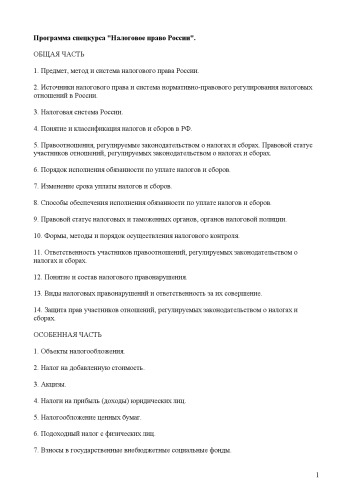 Программа спецкурса "Налоговое право России".
ОБЩАЯ ЧАСТЬ
1. Предмет, метод и система налогового права России.
2. Источники налогового права и система нормативно-правового регулирования налоговых
отношений в России.
3. Налоговая система России.
4. Понятие и классификация налогов и сборов в РФ.
5. Правоотношения, регулируемые законодательством о налогах и сборах. Правовой статус
участников отношений, регулируемых законодательством о налогах и сборах.
6. Порядок исполнения обязанности по уплате налогов и сборов.
7. Изменение срока уплаты налогов и сборов.
8. Способы обеспечения исполнения обязанности по уплате налогов и сборов.
9. Правовой статус налоговых и таможенных органов, органов налоговой полиции.
10. Формы, методы и порядок осуществления налогового контроля.
11. Ответственность участников правоотношений, регулируемых законодательством о
налогах и сборах.
12. Понятие и состав налогового правонарушения.
13. Виды налоговых правонарушений и ответственность за их совершение.
14. Защита прав участников отношений, регулируемых законодательством о налогах и
сборах.
ОСОБЕННАЯ ЧАСТЬ
1. Объекты налогообложения.
2. Налог на добавленную стоимость.
3. Акцизы.
4. Налоги на прибыль (доходы) юридических лиц.
5. Налогообложение ценных бумаг.
6. Подоходный налог с физических лиц.
7. Взносы в государственные внебюджетные социальные фонды.
1